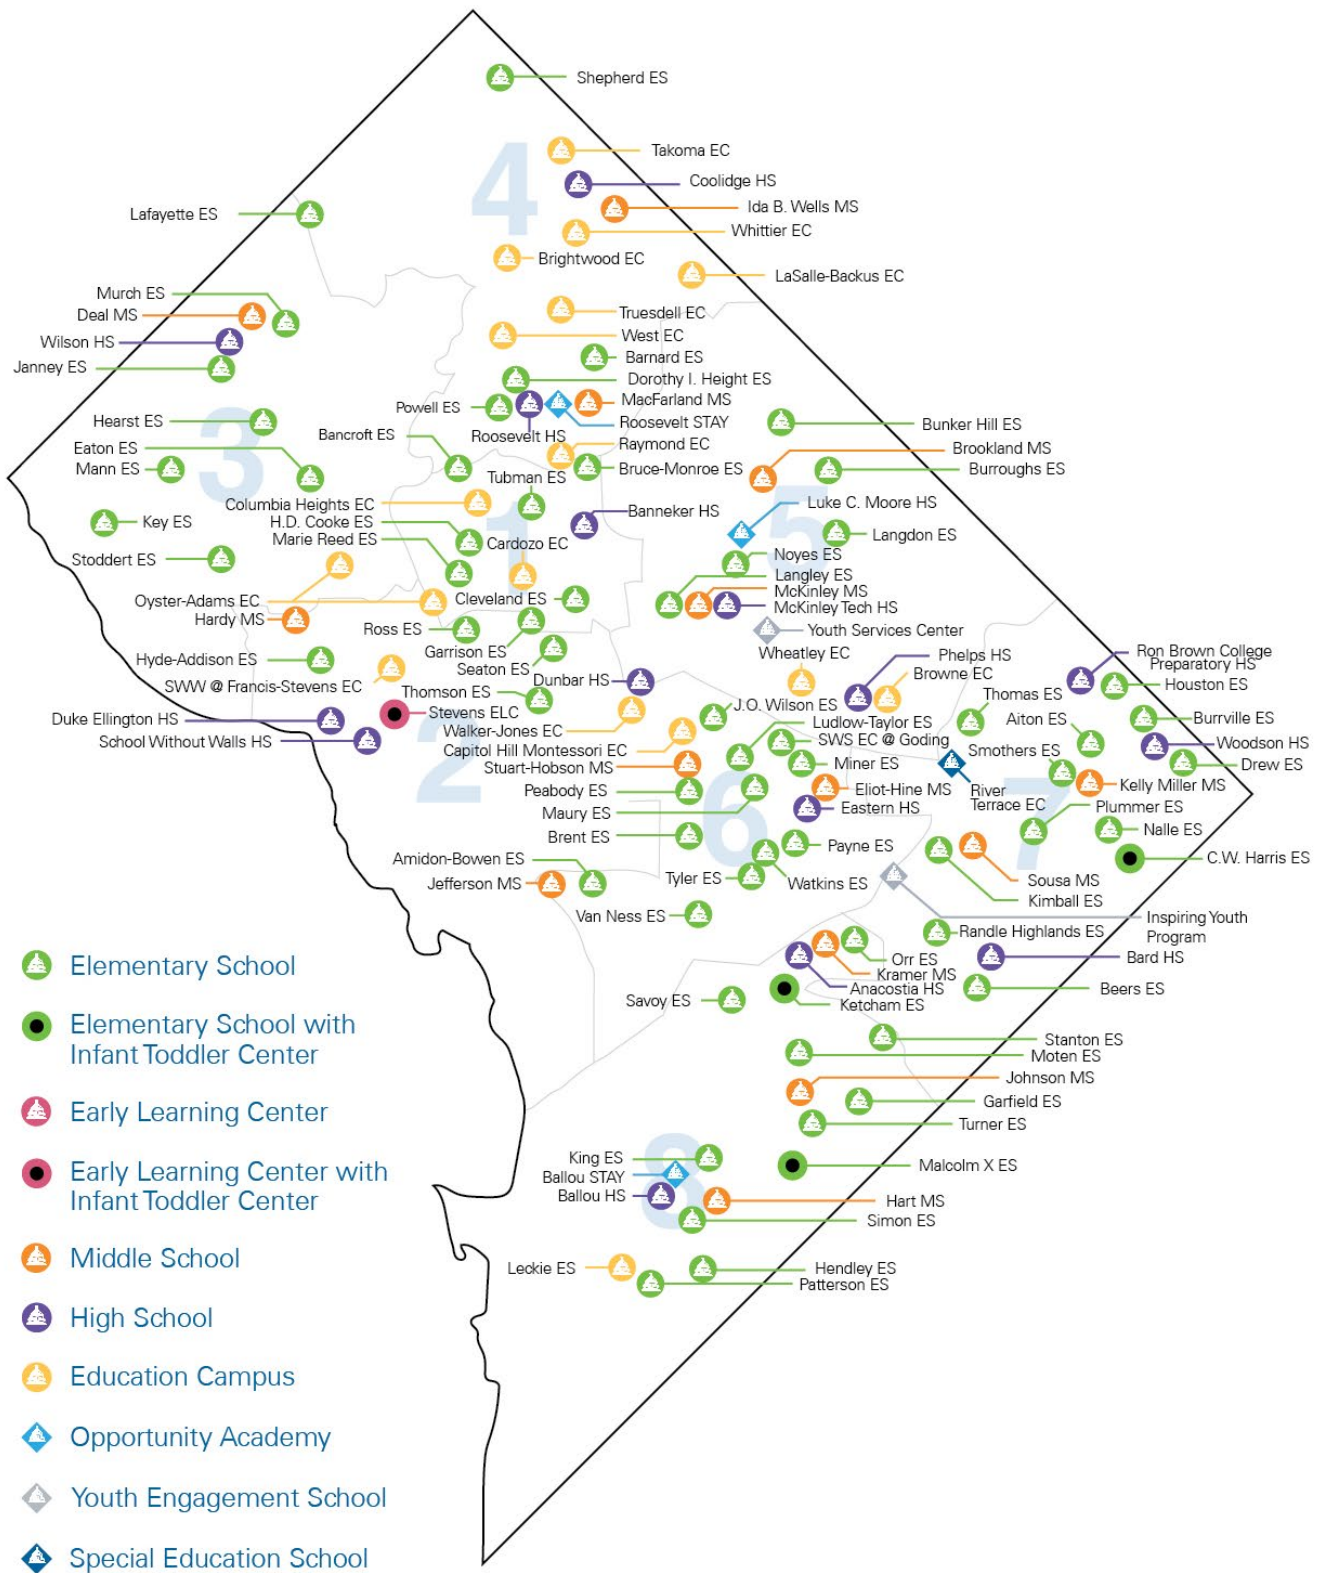 Shepherd ES
4
Takoma EC
Coolidge HS
Ida B. Wells MS
Lafayette ES
Whittier EC
Brightwood EC
LaSalle-Backus EC
Murch ES
Deal MS
Truesdell EC
Wilson HS
West EC
Barnard ES
Janney ES
Dorothy I. Height ES
Powell ES
MacFarland MS
Roosevelt STAY
Hearst ES
3
Bancroft ES
Roosevelt HS
Raymond EC
Bunker Hill ES
Eaton ES
Brookland MS
Mann ES
Bruce-Monroe ES
Burroughs ES
Tubman ES
Columbia Heights EC
Luke C. Moore HS
5
H.D. Cooke ES
Key ES
1
Banneker HS
Langdon ES
Marie Reed ES
Cardozo EC
Noyes ES
Stoddert ES
Langley ES
McKinley MS
Oyster-Adams EC
Cleveland ES
McKinley Tech HS
Hardy MS
Ross ES
Youth Services Center
Garrison ES
Wheatley EC
Phelps HS
Ron Brown College
Preparatory HS
Hyde-Addison ES
Seaton ES
Browne EC
SWW @ Francis-Stevens EC
Dunbar HS
Houston ES
Thomson ES
Thomas ES
J.O. Wilson ES
Stevens ELC
Duke Ellington HS
2
Walker-Jones EC
Ludlow-Taylor ES
Aiton ES
Burrville ES
School Without Walls HS
Capitol Hill Montessori EC
SWS EC @ Goding
Smothers ES
Woodson HS
Stuart-Hobson MS
Miner ES
Drew ES
Peabody ES
6
Eliot-Hine MS
River
Terrace EC
7
Kelly Miller MS
Maury ES
Eastern HS
Plummer ES
Brent ES
Payne ES
Nalle ES
Amidon-Bowen ES
C.W. Harris ES
Jefferson MS
Tyler ES
Watkins ES
Sousa MS
Kimball ES
Van Ness ES
Inspiring Youth
Program
Randle Highlands ES
Orr ES
Bard HS
Kramer MS
Anacostia HS
Beers ES
Savoy ES
Ketcham ES
Stanton ES
Moten ES
Johnson MS
Garfield ES
Turner ES
8
King ES
Malcolm X ES
Ballou STAY
Ballou HS
Hart MS
Simon ES
Leckie ES
Hendley ES
Patterson ES
Elementary School
Elementary School with
Infant Toddler Center
Early Learning Center
Early Learning Center with
Infant Toddler Center
Middle School
High School
Education Campus
Opportunity Academy
Youth Engagement School
Special Education School